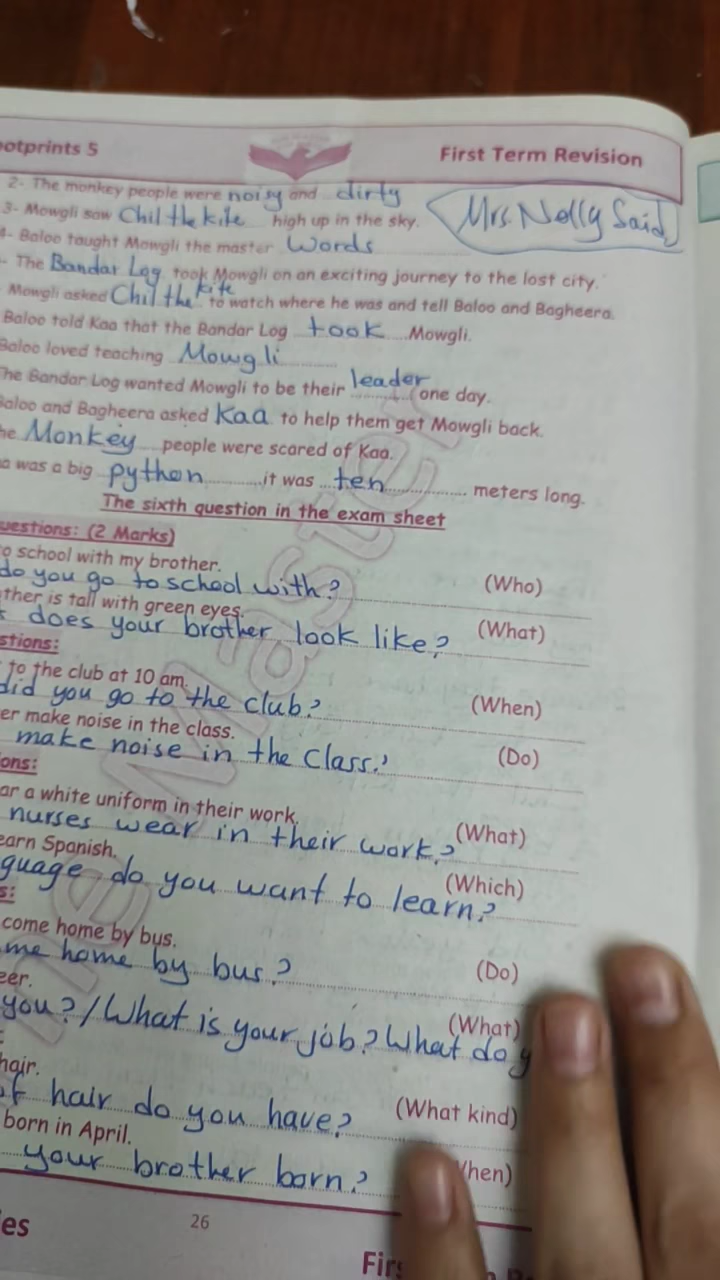 otprints 5 First Term Revision
2- The monkey people were noisy and dirty
Mrs. Nelly Said
3- Mowgli saw Chil the kite high up in the sky.
4- Baloo taught Mowgli the master words
- The Bandar Log took Mowgli on an exciting journey to the lost city.
Mowgli asked Chil the kite to watch where he was and tell Baloo and Bagheera.
Baloo told Kaa that the Bandar Log took Mowgli.
Baloo loved teaching Mowgli
The Bandar Log wanted Mowgli to be their leader one day.
Baloo and Bagheera asked Kaa to help them get Mowgli back.
he Monkey people were scared of Kaa.
a was a big python it was ten meters long.
The sixth question in the exam sheet
uestions: (2 Marks)
o school with my brother.
do you go to school with? (Who)
ther is tall with green eyes.
does your brother look like? (What)
stions:
to the club at 10 am.
did you go to the club? (When)
er make noise in the class.
make noise in the class? (Do)
ons:
ar a white uniform in their work.
nurses wear in their work? (What)
earn Spanish.
guage do you want to learn? (Which)
s:
come home by bus.
me home by bus? (Do)
eer.
you? / What is your job? What do y (What)
hair.
of hair do you have? (What kind)
born in April.
your brother born? hen)
es 26
Firs